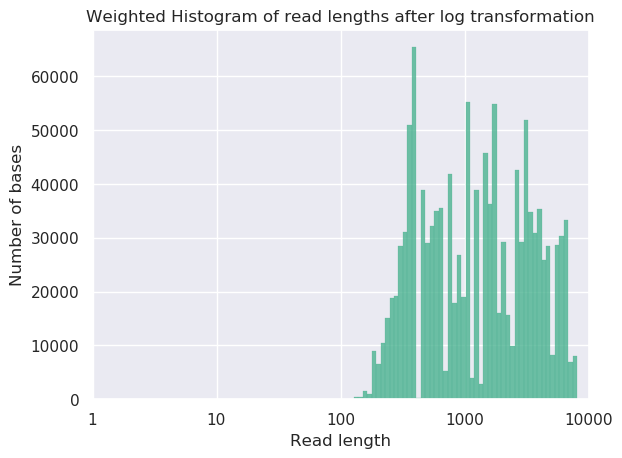 Weighted Histogram of read lengths after log transformation
60000
50000
40000
30000
20000
10000
0
Number of bases
1 10 100 1000 10000
Read length